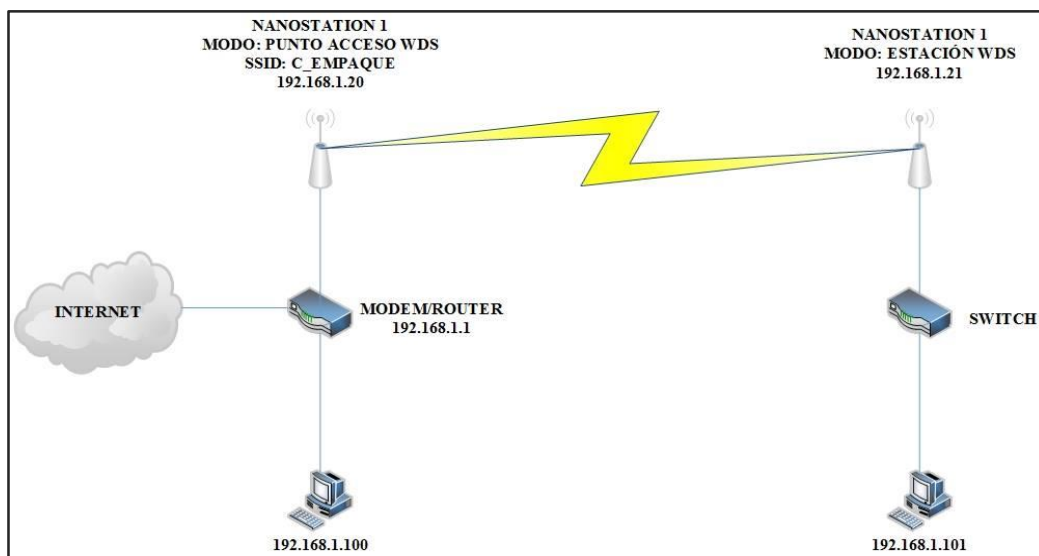 NANOSTATION 1
MODO: PUNTO ACCESO WDS
SSID: C_EMPAQUE
192.168.1.20
NANOSTATION 1
MODO: ESTACIÓN WDS
192.168.1.21
INTERNET
MODEM/ROUTER
192.168.1.1
SWITCH
192.168.1.100
192.168.1.101